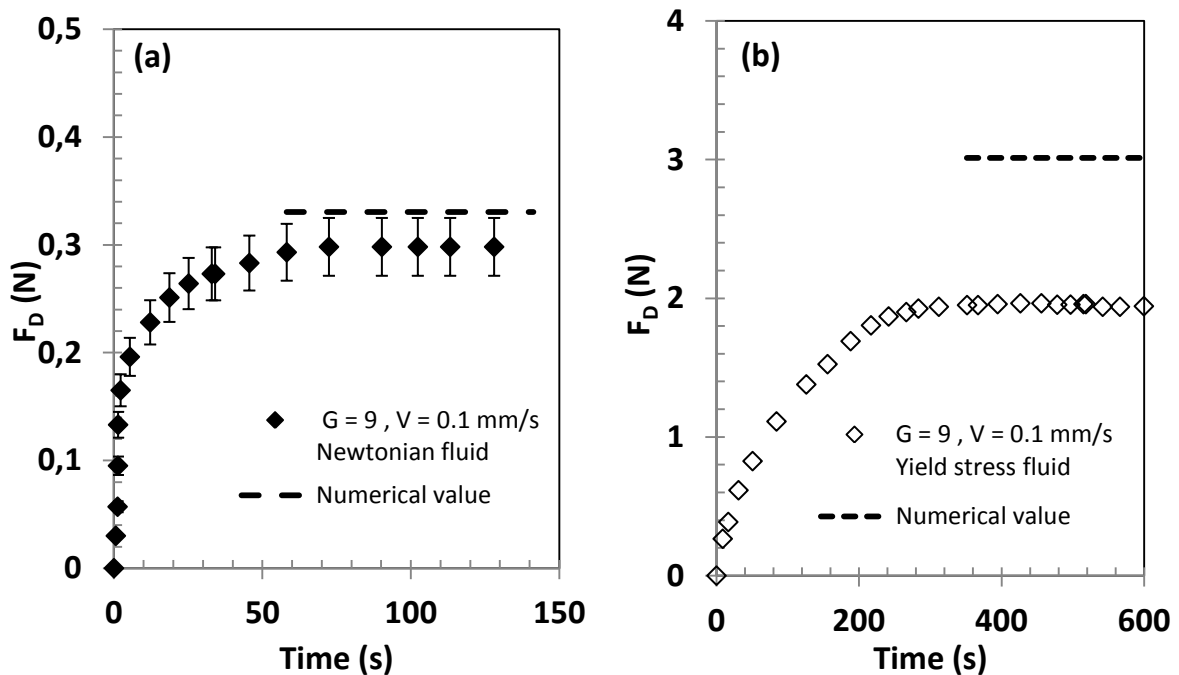 (a)
0,5
0,4
0,3
0,2
0,1
0
F_D (N)
0
50
100
150
Time (s)
G = 9 , V = 0.1 mm/s
Newtonian fluid
Numerical value
(b)
4
3
2
1
0
F_D (N)
0
200
400
600
Time (s)
G = 9 , V = 0.1 mm/s
Yield stress fluid
Numerical value